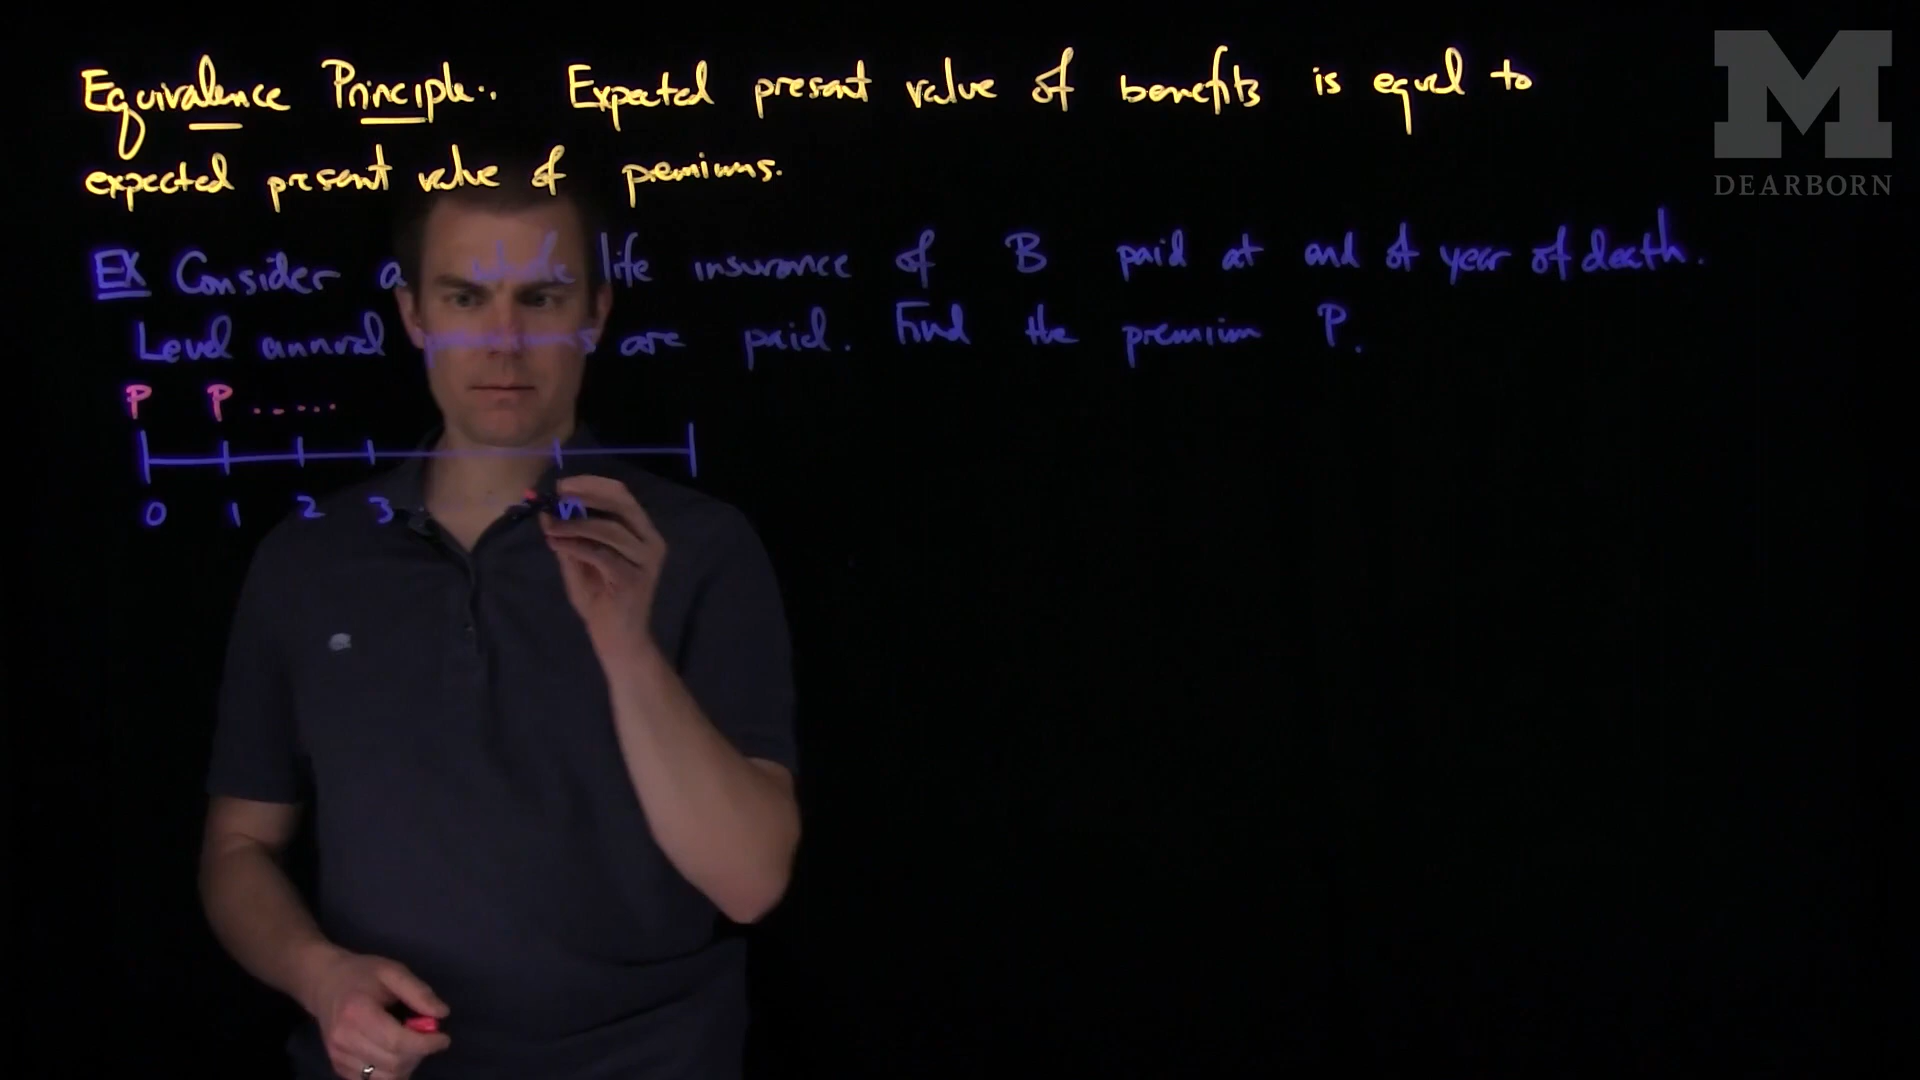 Equivalence Principle: Expected present value of benefits is equal to
expected present value of premiums.
EX Consider a whole life insurance of B paid at end of year of death.
Level annual premiums are paid. Find the premium P.
P P ......
0 1 2 3 n
M
DEARBORN